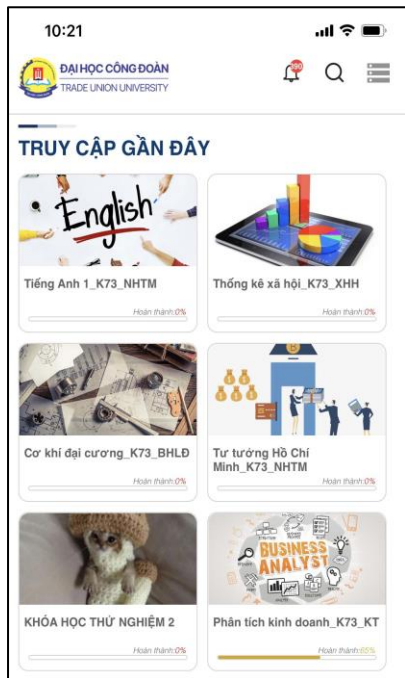 10:21
ĐẠI HỌC CÔNG ĐOÀN
TRADE UNION UNIVERSITY
TRUY CẬP GẦN ĐÂY
English
Tiếng Anh 1_K73_NHTM
Hoàn thành:0%
Thống kê xã hội_K73_XHH
Hoàn thành:0%
Cơ khí đại cương_K73_BHLĐ
Hoàn thành:0%
Tư tưởng Hồ Chí
Minh_K73_NHTM
Hoàn thành:0%
KHÓA HỌC THỬ NGHIỆM 2
Hoàn thành:0%
BUSINESS
ANALYST
Phân tích kinh doanh_K73_KT
Hoàn thành:65%